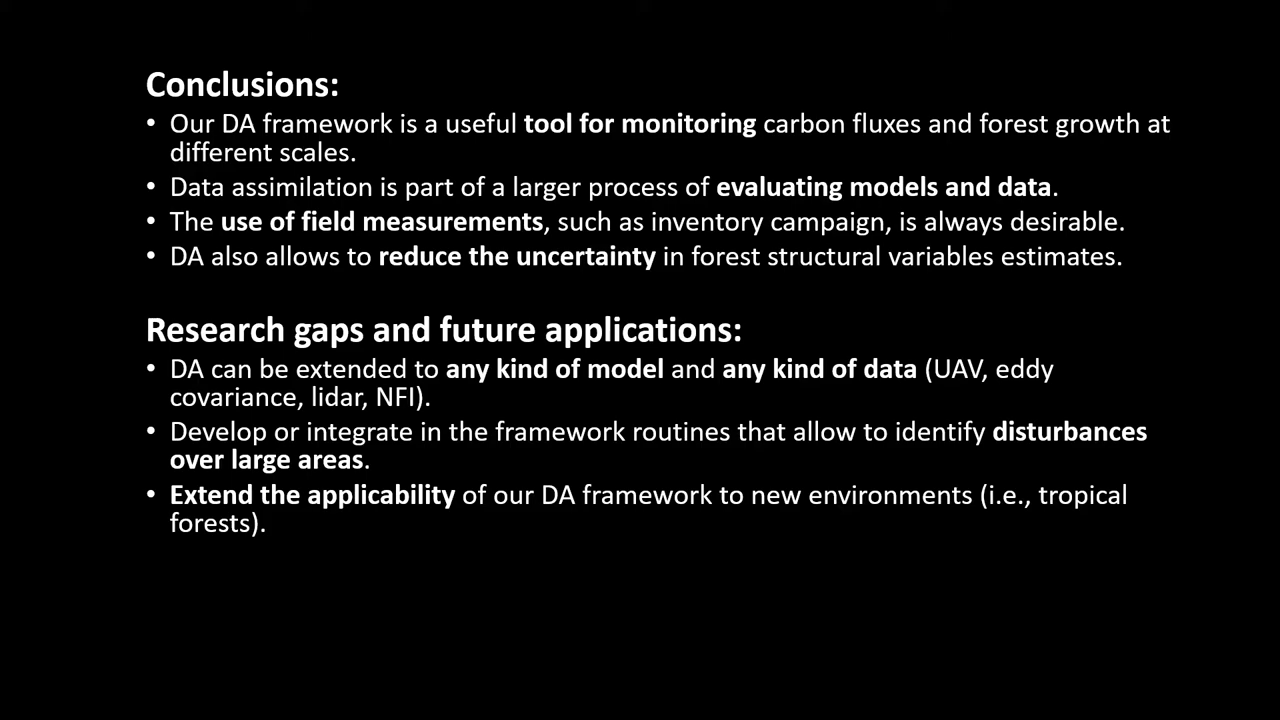 Conclusions:
• Our DA framework is a useful tool for monitoring carbon fluxes and forest growth at
different scales.
• Data assimilation is part of a larger process of evaluating models and data.
• The use of field measurements, such as inventory campaign, is always desirable.
• DA also allows to reduce the uncertainty in forest structural variables estimates.
Research gaps and future applications:
• DA can be extended to any kind of model and any kind of data (UAV, eddy
covariance, lidar, NFI).
• Develop or integrate in the framework routines that allow to identify disturbances
over large areas.
• Extend the applicability of our DA framework to new environments (i.e., tropical
forests).